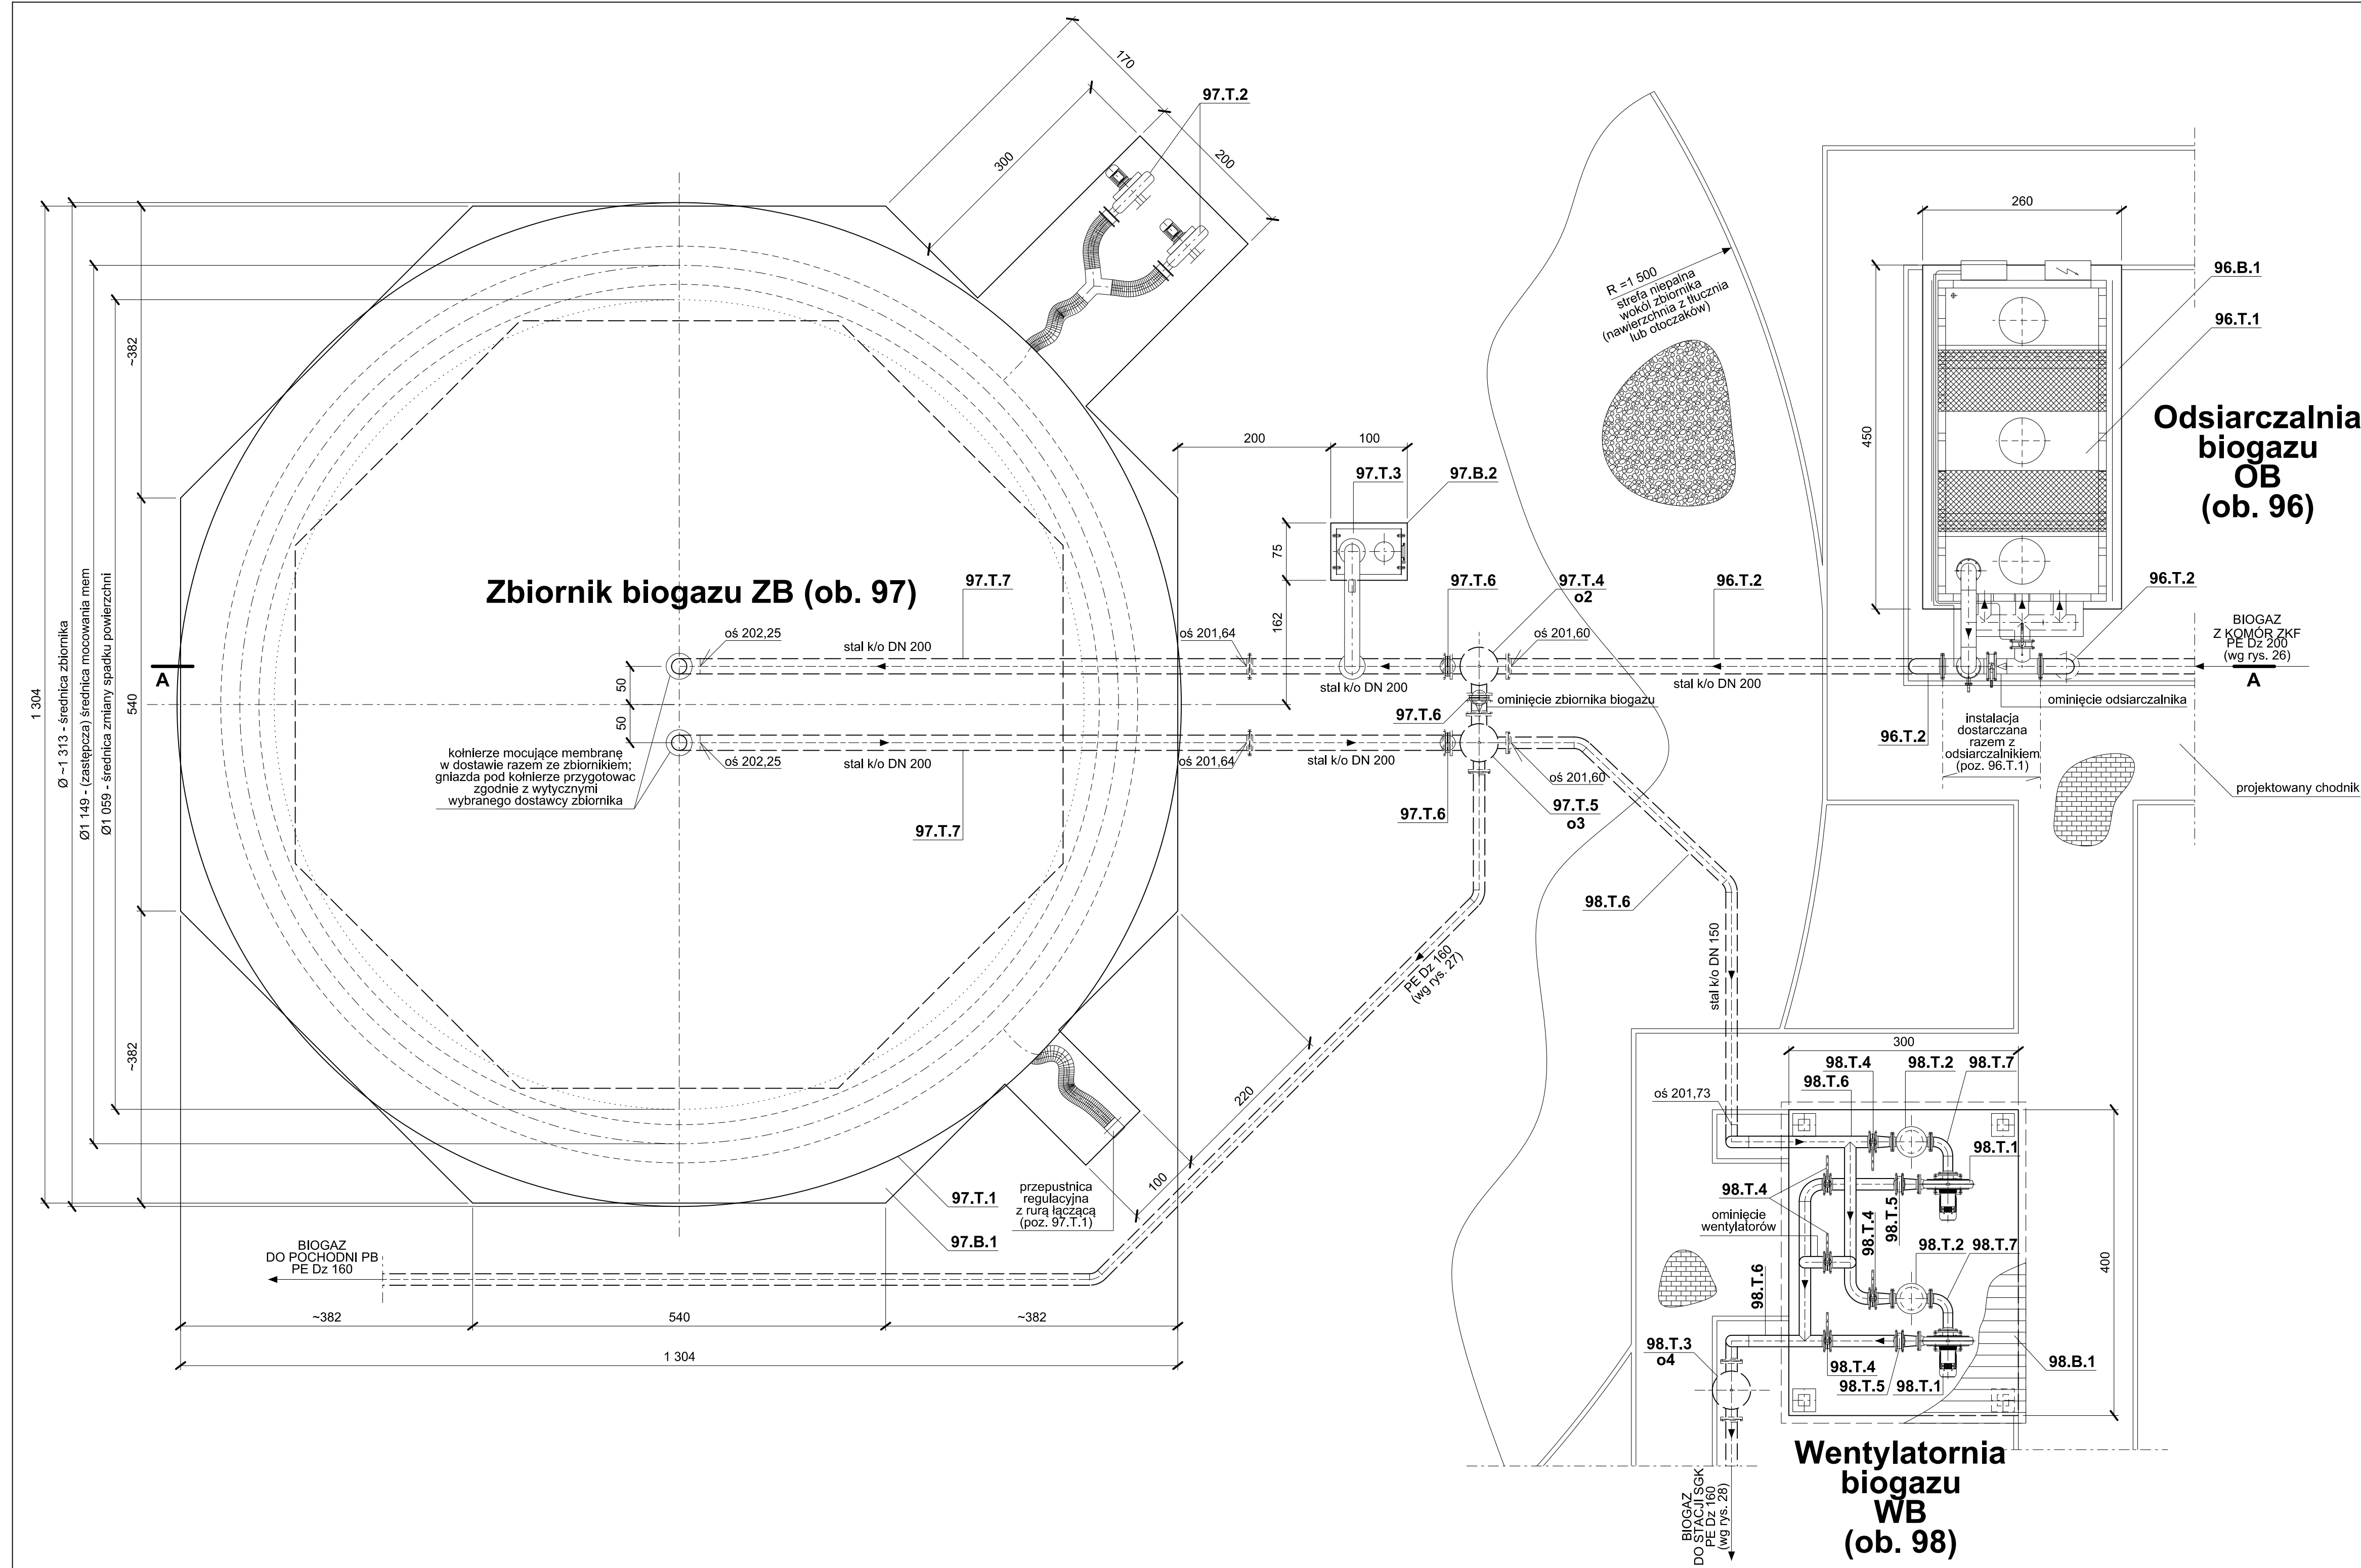 170
97.T.2
300
200
260
96.B.1
96.T.1
R =1 500
strefa niepalna
wokół zbiornika
(nawierzchnia z tłucznia
lub otoczaków)
Odsiarczalnia
biogazu
OB
(ob. 96)
450
~382
540
~382
1 304
Ø ~1 313 - średnica zbiornika
Ø1 149 - (zastępcza) średnica mocowania mem
Ø1 059 - średnica zmiany spadku powierzchni
200
100
97.T.3
97.B.2
75
162
Zbiornik biogazu ZB (ob. 97)
97.T.7
97.T.6
97.T.4
o2
96.T.2
96.T.2
BIOGAZ
Z KOMÓR ZKF
PE Dz 200
(wg rys. 26)
A
A
oś 202,25
stal k/o DN 200
oś 201,64
oś 201,60
stal k/o DN 200
stal k/o DN 200
50
50
97.T.6
ominięcie zbiornika biogazu
ominięcie odsiarczalnika
96.T.2
instalacja
dostarczana
razem z
odsiarczalnikiem
(poz. 96.T.1)
kołnierze mocujące membranę
w dostawie razem ze zbiornikiem;
gniazda pod kołnierze przygotowac
zgodnie z wytycznymi
wybranego dostawcy zbiornika
oś 202,25
stal k/o DN 200
oś 201,64
stal k/o DN 200
oś 201,60
97.T.7
97.T.6
97.T.5
o3
projektowany chodnik
98.T.6
stal k/o DN 150
PE Dz 160
(wg rys. 27)
220
100
przepustnica
regulacyjna
z rurą łączącą
(poz. 97.T.1)
97.T.1
97.B.1
BIOGAZ
DO POCHODNI PB
PE Dz 160
~382
540
~382
1 304
300
98.T.4
98.T.2
98.T.7
98.T.6
oś 201,73
98.T.1
98.T.4
98.T.5
98.T.4
ominięcie
wentylatorów
98.T.2
98.T.7
400
98.T.6
98.T.3
o4
98.T.4
98.T.5
98.T.1
98.B.1
Wentylatornia
biogazu
WB
(ob. 98)
BIOGAZ
DO STACJI SGK
PE Dz 160
(wg rys. 28)